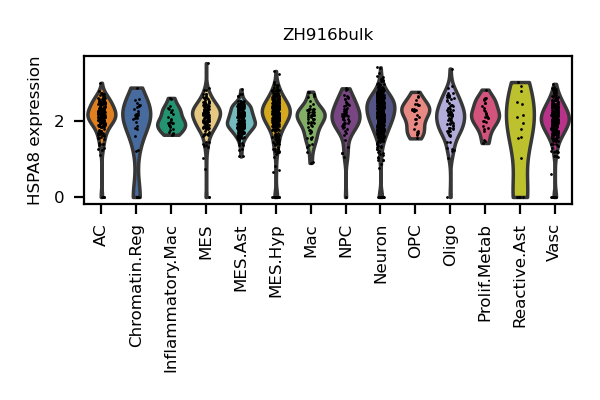 ZH916bulk
HSPA8 expression
2
0
AC
Chromatin.Reg
Inflammatory.Mac
MES
MES.Ast
MES.Hyp
Mac
NPC
Neuron
OPC
Oligo
Prolif.Metab
Reactive.Ast
Vasc